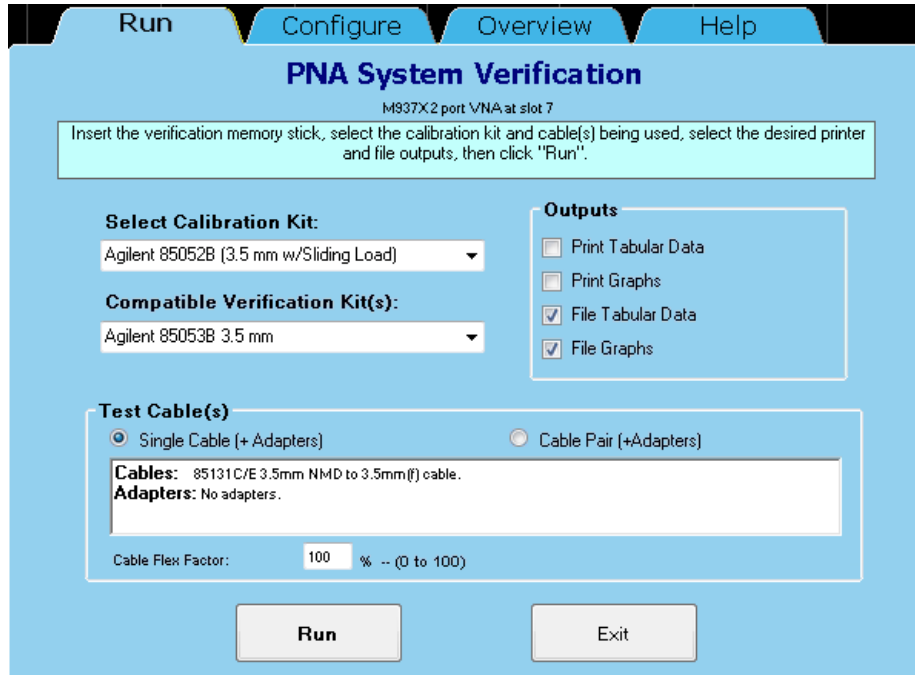 Run Configure Overview Help
PNA System Verification
M937X 2 port VNA at slot 7
Insert the verification memory stick, select the calibration kit and cable(s) being used, select the desired printer
and file outputs, then click "Run".
Select Calibration Kit:
Agilent 85052B (3.5 mm w/Sliding Load)
Compatible Verification Kit(s):
Agilent 85053B 3.5 mm
Outputs
Print Tabular Data
Print Graphs
File Tabular Data
File Graphs
Test Cable(s)
Single Cable (+ Adapters) Cable Pair (+Adapters)
Cables: 85131C/E 3.5mm NMD to 3.5mm(f) cable.
Adapters: No adapters.
Cable Flex Factor: 100 % -- (0 to 100)
Run Exit